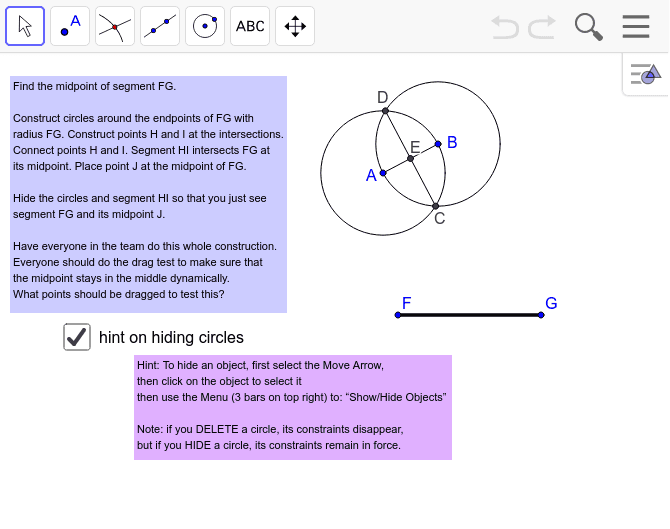 A
ABC
Find the midpoint of segment FG.
Construct circles around the endpoints of FG with
radius FG. Construct points H and I at the intersections.
Connect points H and I. Segment HI intersects FG at
its midpoint. Place point J at the midpoint of FG.
Hide the circles and segment HI so that you just see
segment FG and its midpoint J.
Have everyone in the team do this whole construction.
Everyone should do the drag test to make sure that
the midpoint stays in the middle dynamically.
What points should be dragged to test this?
D
B
E
A
C
F
G
hint on hiding circles
Hint: To hide an object, first select the Move Arrow,
then click on the object to select it
then use the Menu (3 bars on top right) to: “Show/Hide Objects”
Note: if you DELETE a circle, its constraints disappear,
but if you HIDE a circle, its constraints remain in force.